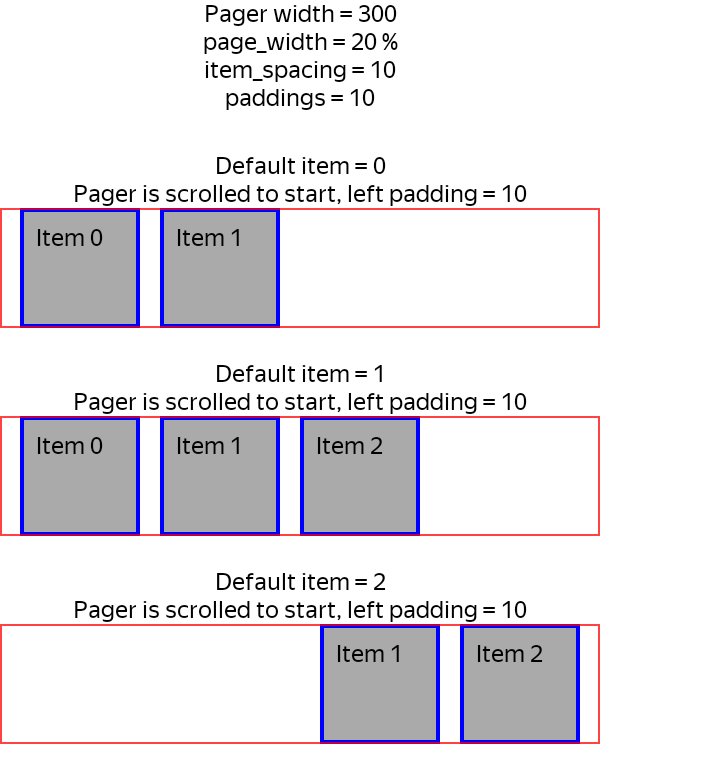 Pager width = 300
page_width = 20 %
item_spacing = 10
paddings = 10
Default item = 0
Pager is scrolled to start, left padding = 10
Item 0
Item 1
Default item = 1
Pager is scrolled to start, left padding = 10
Item 0
Item 1
Item 2
Default item = 2
Pager is scrolled to start, left padding = 10
Item 1
Item 2